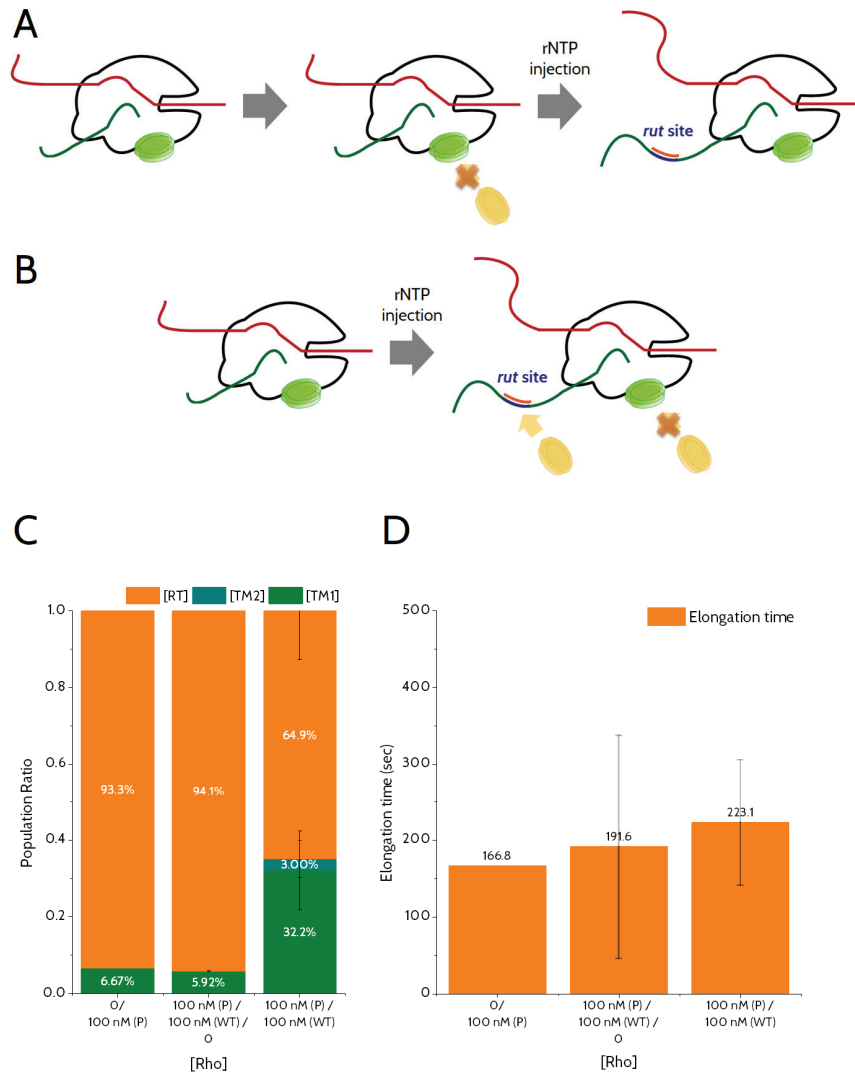 A
rNTP
injection
rut site
B
rNTP
injection
rut site
C
[RT] [TM2] [TM1]
Population Ratio
1.0
0.8
0.6
0.4
0.2
0.0
93.3%
6.67%
94.1%
5.92%
64.9%
3.00%
32.2%
0/
100 nM (P)
100 nM (P) /
100 nM (WT) /
0
100 nM (P) /
100 nM (WT)
[Rho]
D
Elongation time
Elongation time (sec)
500
400
300
200
100
0
166.8
191.6
223.1
0/
100 nM (P)
100 nM (P) /
100 nM (WT) /
0
100 nM (P) /
100 nM (WT)
[Rho]